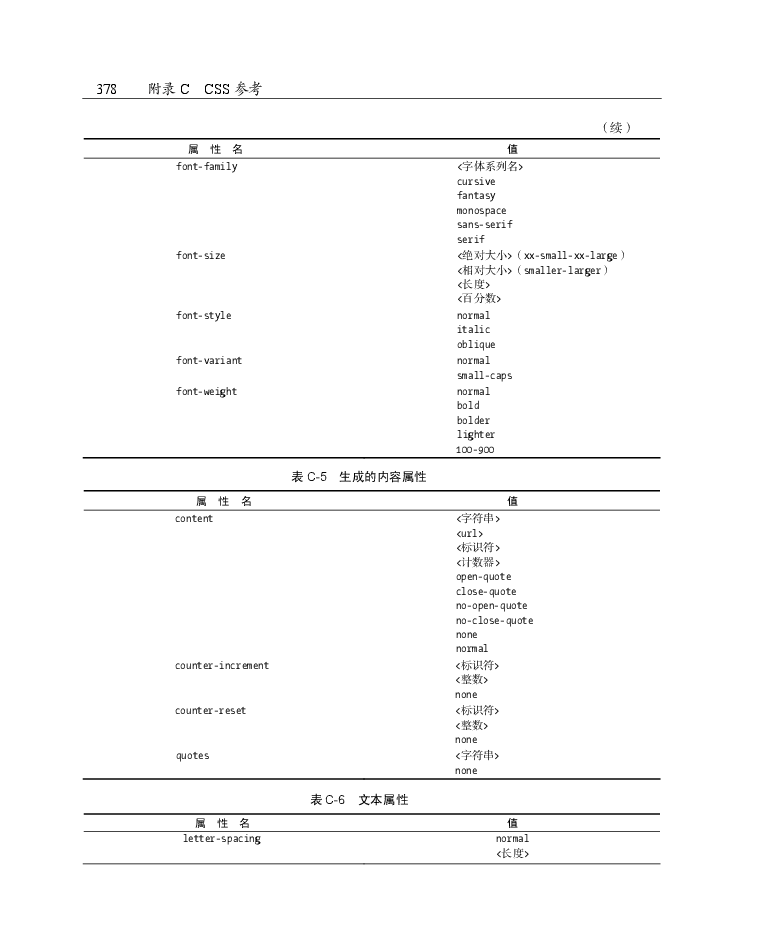 378 附录 C CSS 参考
（续）
属 性 名 值
font-family <字体系列名>
cursive
fantasy
monospace
sans-serif
serif
font-size <绝对大小>（xx-small-xx-large）
<相对大小>（smaller-larger）
<长度>
<百分数>
font-style normal
italic
oblique
font-variant normal
small-caps
font-weight normal
bold
bolder
lighter
100-900
表 C-5 生成的内容属性
属 性 名 值
content <字符串>
<url>
<标识符>
<计数器>
open-quote
close-quote
no-open-quote
no-close-quote
none
normal
counter-increment <标识符>
<整数>
none
counter-reset <标识符>
<整数>
none
quotes <字符串>
none
表 C-6 文本属性
属 性 名 值
letter-spacing normal
<长度>